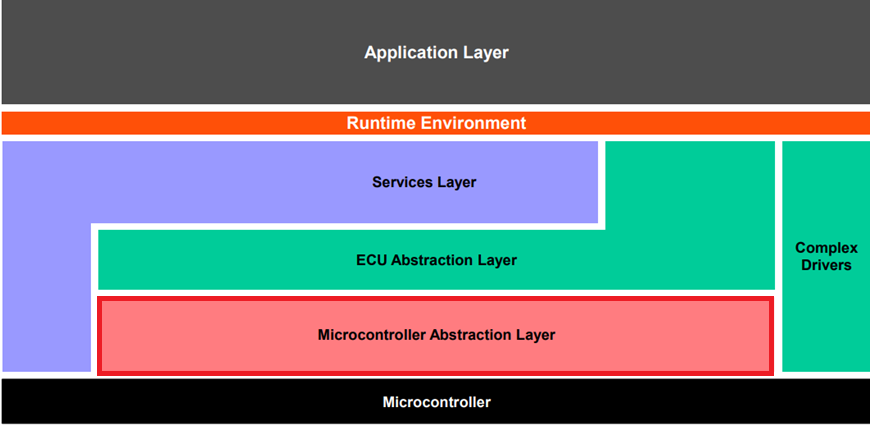 Application Layer
Runtime Environment
Services Layer
ECU Abstraction Layer
Complex
Drivers
Microcontroller Abstraction Layer
Microcontroller